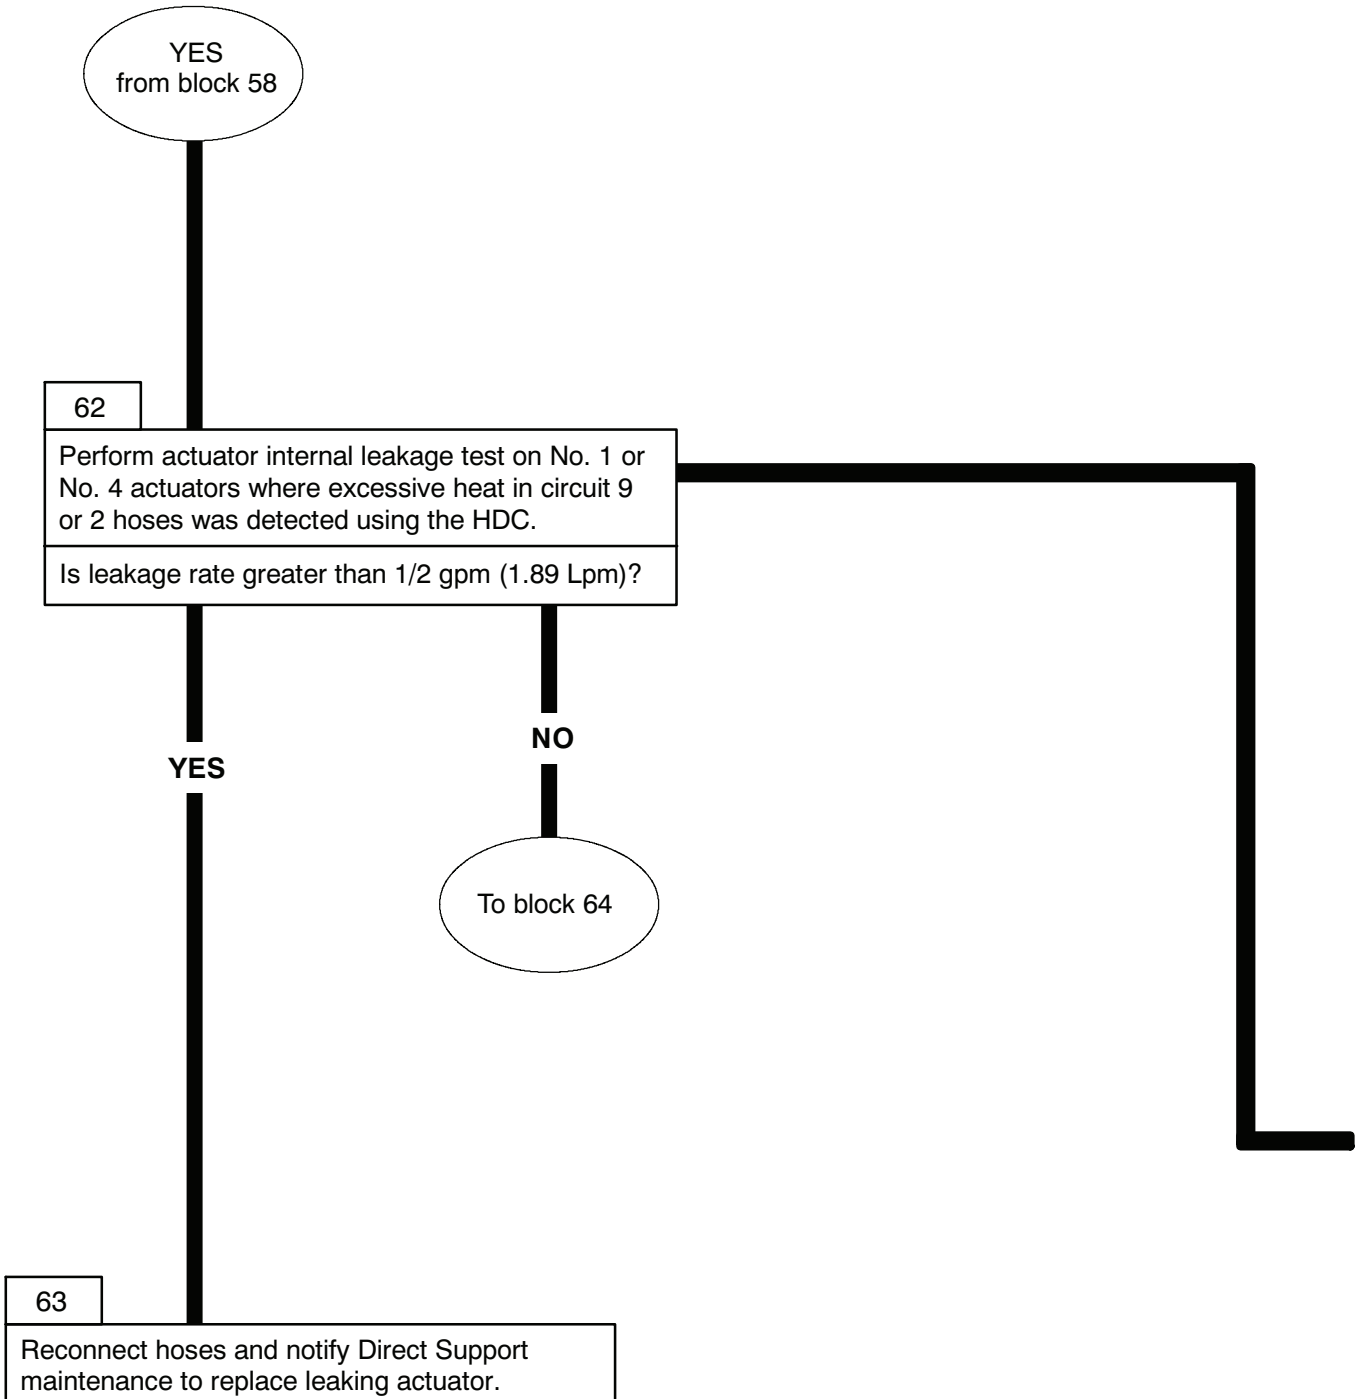 YES
from block 58
62
Perform actuator internal leakage test on No. 1 or
No. 4 actuators where excessive heat in circuit 9
or 2 hoses was detected using the HDC.
Is leakage rate greater than 1/2 gpm (1.89 Lpm)?
NO
YES
To block 64
63
Reconnect hoses and notify Direct Support
maintenance to replace leaking actuator.